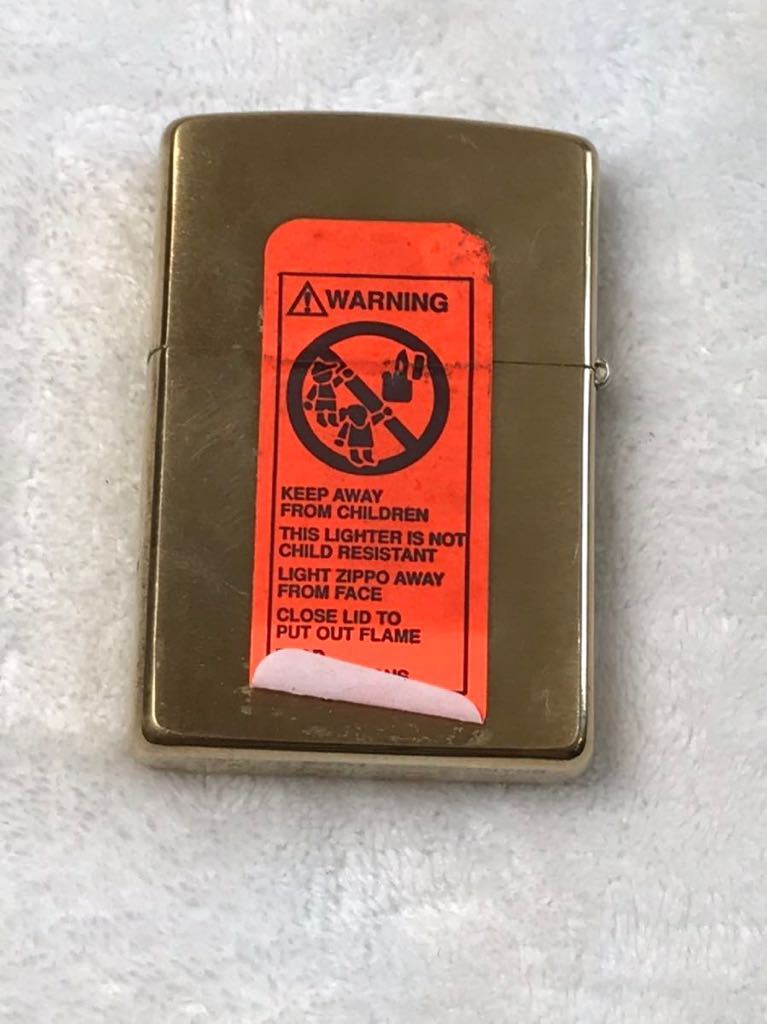 WARNING
KEEP AWAY
FROM CHILDREN
THIS LIGHTER IS NOT
CHILD RESISTANT
LIGHT ZIPPO AWAY
FROM FACE
CLOSE LID TO
PUT OUT FLAME